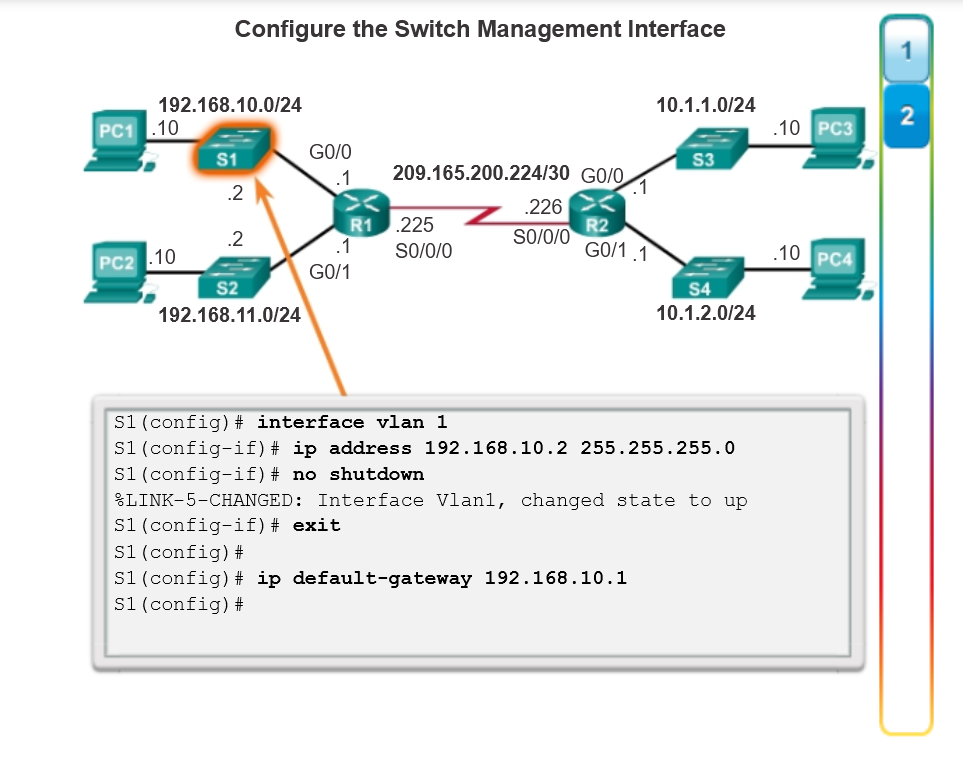 Configure the Switch Management Interface
1
2
192.168.10.0/24
10.1.1.0/24
PC1
.10
S1
G0/0
.1
.2
209.165.200.224/30
G0/0
.1
S3
.10
PC3
R1
.225
S0/0/0
.226
S0/0/0
R2
.2
.1
G0/1
G0/1
.1
PC2
.10
S2
192.168.11.0/24
S4
.10
PC4
10.1.2.0/24
S1(config)# interface vlan 1
S1(config-if)# ip address 192.168.10.2 255.255.255.0
S1(config-if)# no shutdown
%LINK-5-CHANGED: Interface Vlan1, changed state to up
S1(config-if)# exit
S1(config)#
S1(config)# ip default-gateway 192.168.10.1
S1(config)#